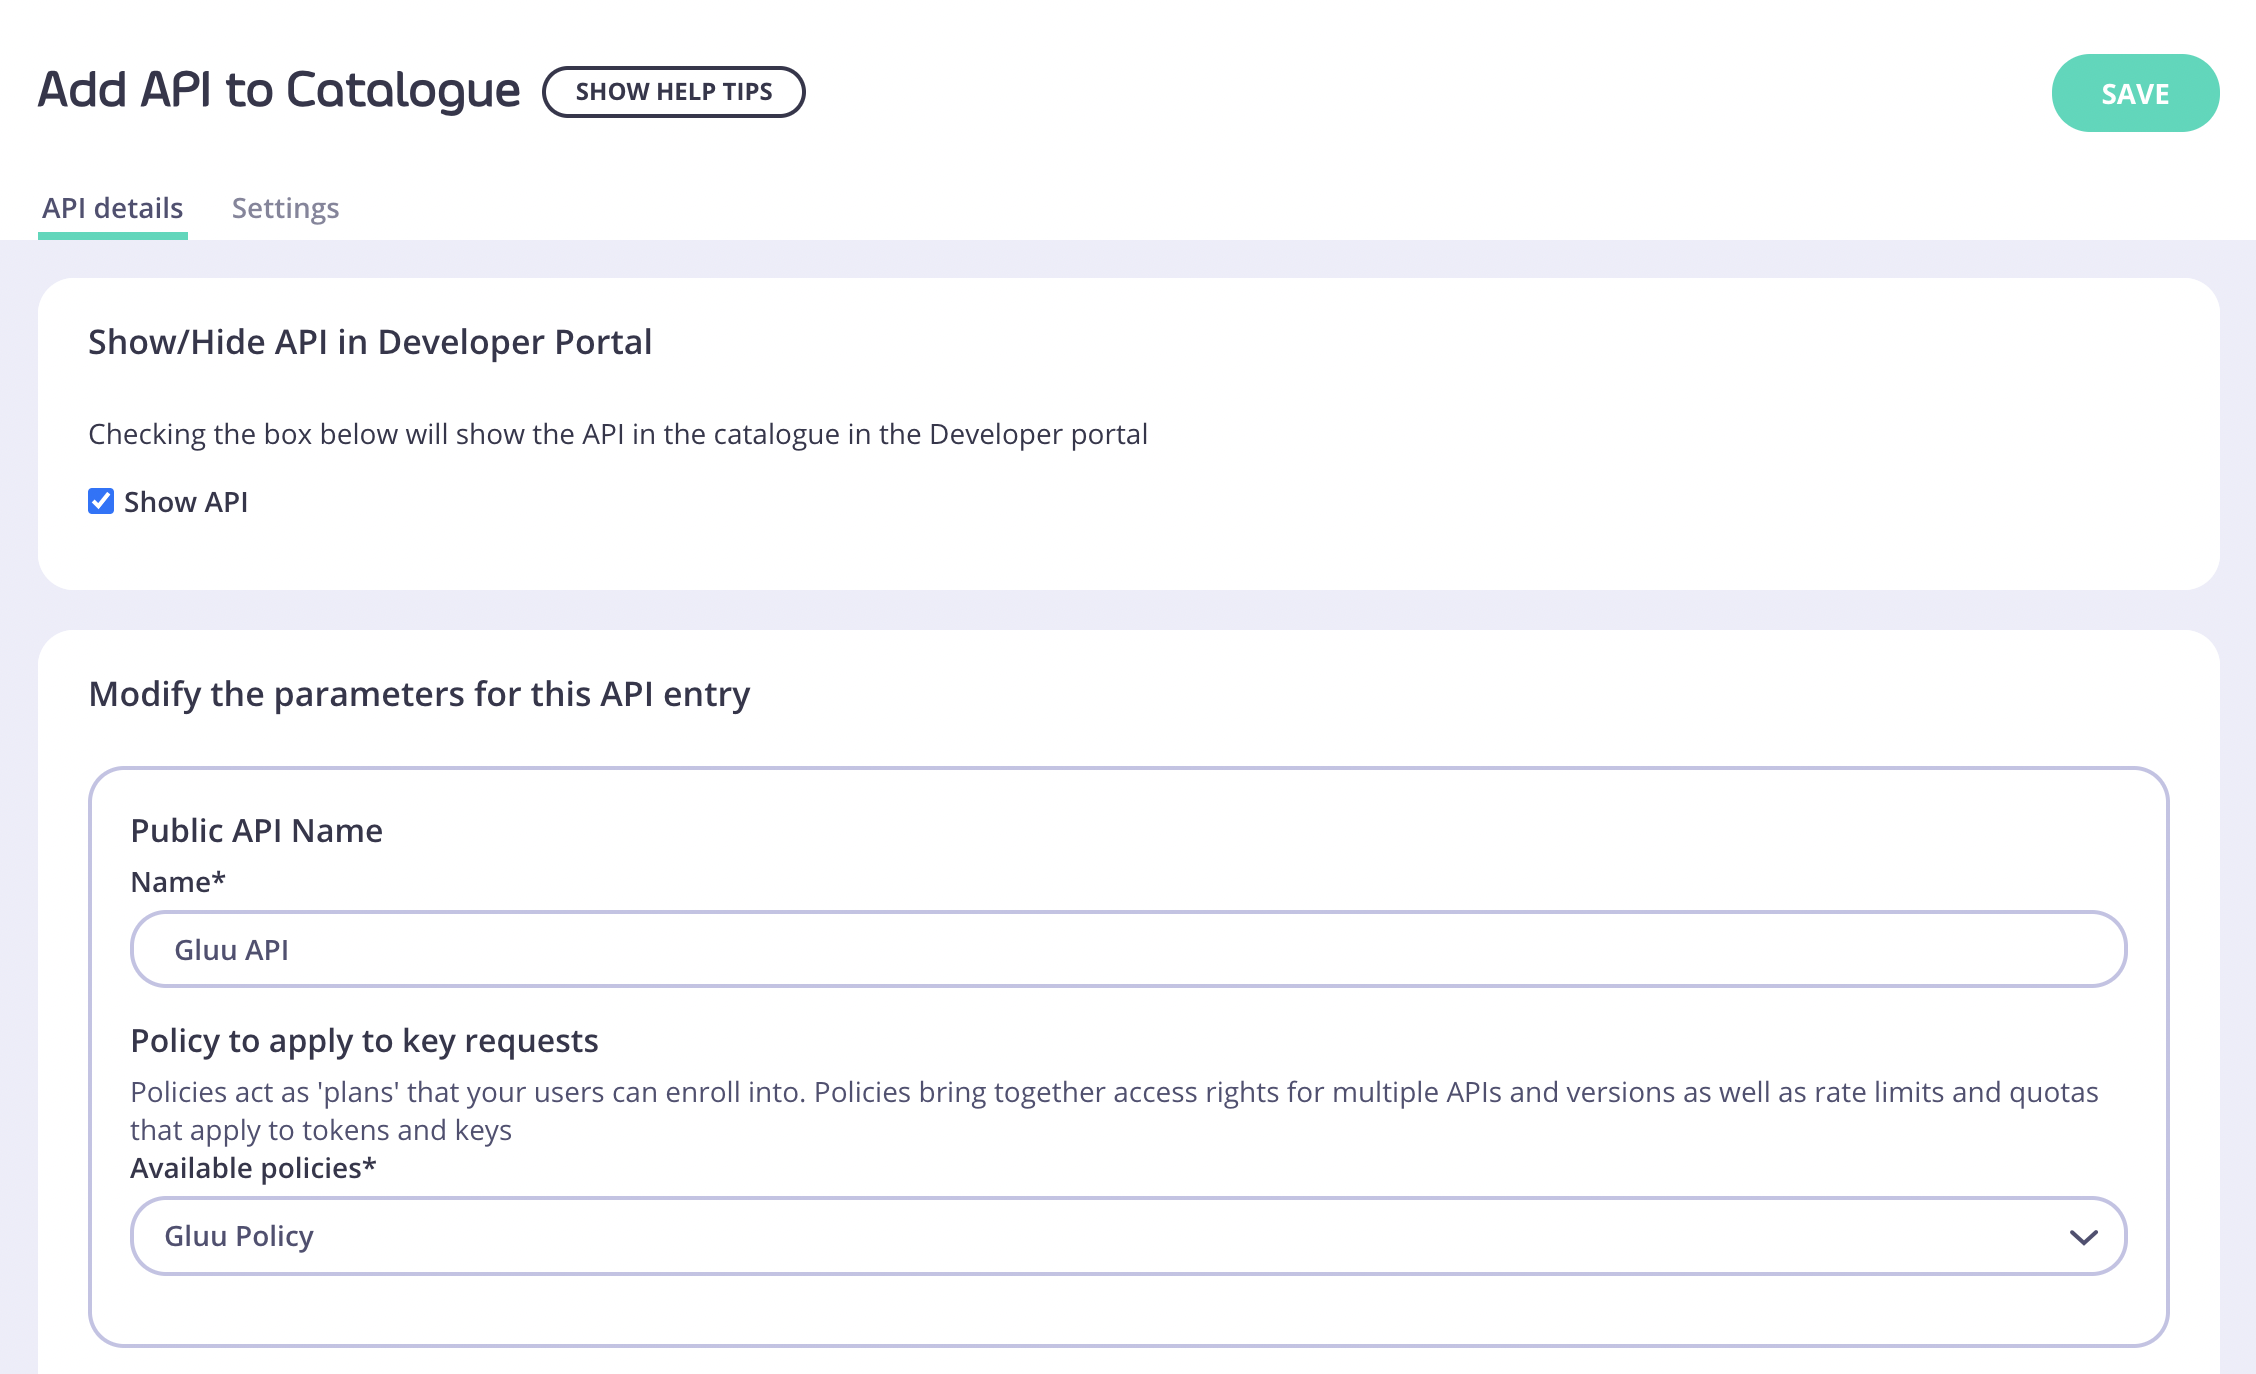 Add API to Catalogue
SHOW HELP TIPS
SAVE
API details
Settings
Show/Hide API in Developer Portal
Checking the box below will show the API in the catalogue in the Developer portal
Show API
Modify the parameters for this API entry
Public API Name
Name*
Gluu API
Policy to apply to key requests
Policies act as 'plans' that your users can enroll into. Policies bring together access rights for multiple APIs and versions as well as rate limits and quotas
that apply to tokens and keys
Available policies*
Gluu Policy